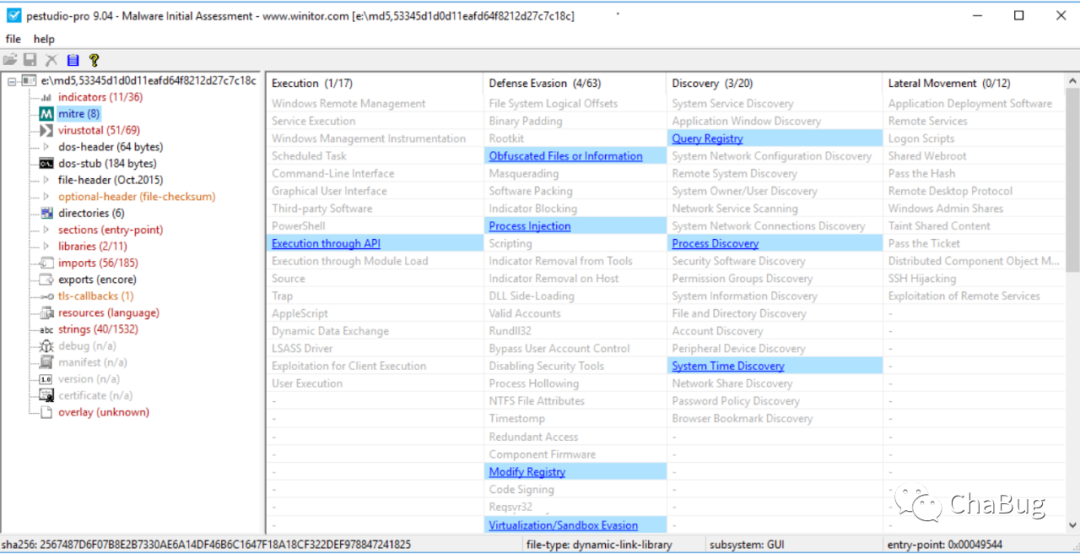 pestudio-pro 9.04 - Malware Initial Assessment - www.winitor.com [e:\md5,53345d1d0d11eafd64f8212d27c7c18c]
file help
e:\md5,53345d1d0d11eafd64f8212d27c7c18c
indicators (11/36)
mitre (8)
virustotal (51/69)
dos-header (64 bytes)
dos-stub (184 bytes)
file-header (Oct.2015)
optional-header (file-checksum)
directories (6)
sections (entry-point)
libraries (2/11)
imports (56/185)
exports (encore)
tls-callbacks (1)
resources (language)
strings (40/1532)
debug (n/a)
manifest (n/a)
version (n/a)
certificate (n/a)
overlay (unknown)
Execution (1/17) Defense Evasion (4/63) Discovery (3/20) Lateral Movement (0/12)
Windows Remote Management File System Logical Offsets System Service Discovery Application Deployment Software
Service Execution Binary Padding Application Window Discovery Remote Services
Windows Management Instrumentation Rootkit Query Registry Logon Scripts
Scheduled Task Obfuscated Files or Information System Network Configuration Discovery Shared Webroot
Command-Line Interface Masquerading Remote System Discovery Pass the Hash
Graphical User Interface Software Packing System Owner/User Discovery Remote Desktop Protocol
Third-party Software Indicator Blocking Network Service Scanning Windows Admin Shares
PowerShell Process Injection System Network Connections Discovery Taint Shared Content
Execution through API Scripting Process Discovery Pass the Ticket
Execution through Module Load Indicator Removal from Tools Security Software Discovery Distributed Component Object M...
Source Indicator Removal on Host Permission Groups Discovery SSH Hijacking
Trap DLL Side-Loading System Information Discovery Exploitation of Remote Services
AppleScript Valid Accounts File and Directory Discovery -
Dynamic Data Exchange Rundll32 Account Discovery -
LSASS Driver Bypass User Account Control Peripheral Device Discovery -
Exploitation for Client Execution Disabling Security Tools System Time Discovery -
User Execution Process Hollowing Network Share Discovery -
- NTFS File Attributes Password Policy Discovery -
- Timestomp Browser Bookmark Discovery -
- Redundant Access - -
- Component Firmware - -
- Modify Registry - -
- Code Signing - -
- Regsvr32 - -
- Virtualization/Sandbox Evasion - -
ChaBug
sha256: 2567487D6F07B8E2B7330AE6A14DF46B6C1647F18A18CF322DEF978847241825 file-type: dynamic-link-library subsystem: GUI entry-point: 0x00049544